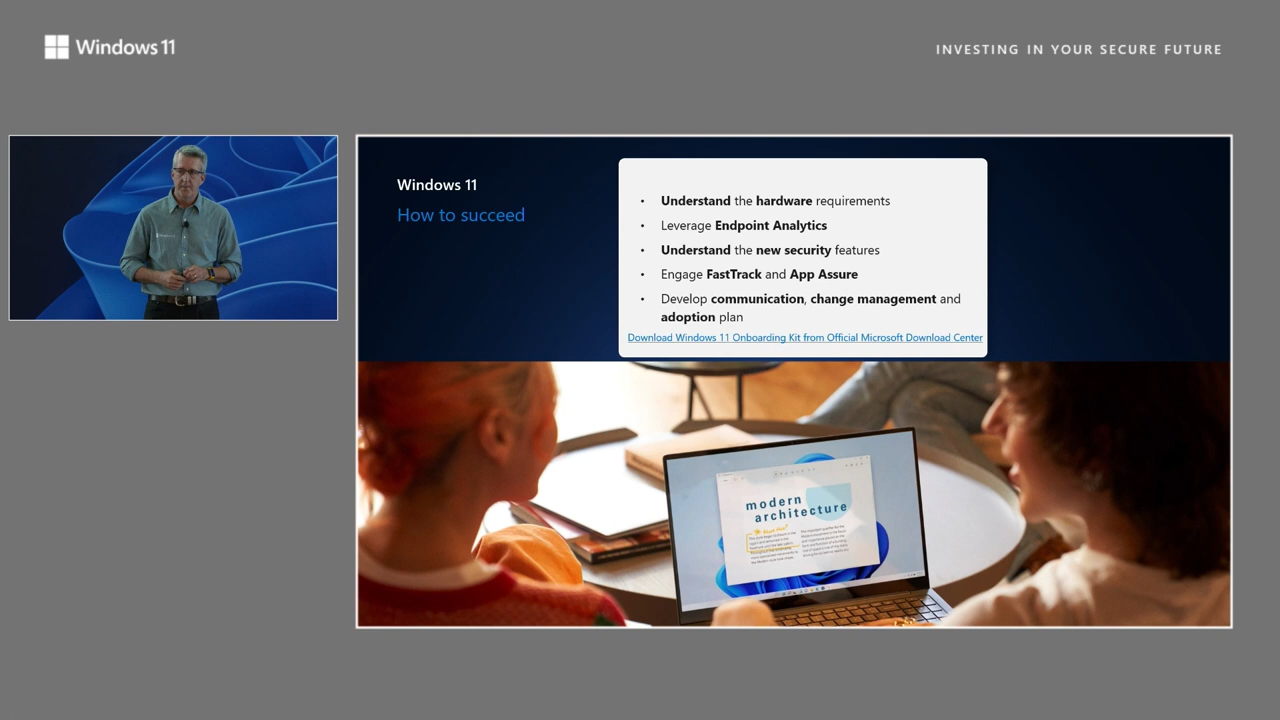 Windows 11
INVESTING IN YOUR SECURE FUTURE
Windows 11
How to succeed
• Understand the hardware requirements
• Leverage Endpoint Analytics
• Understand the new security features
• Engage FastTrack and App Assure
• Develop communication, change management and
adoption plan
Download Windows 11 Onboarding Kit from Official Microsoft Download Center
modern
architecture